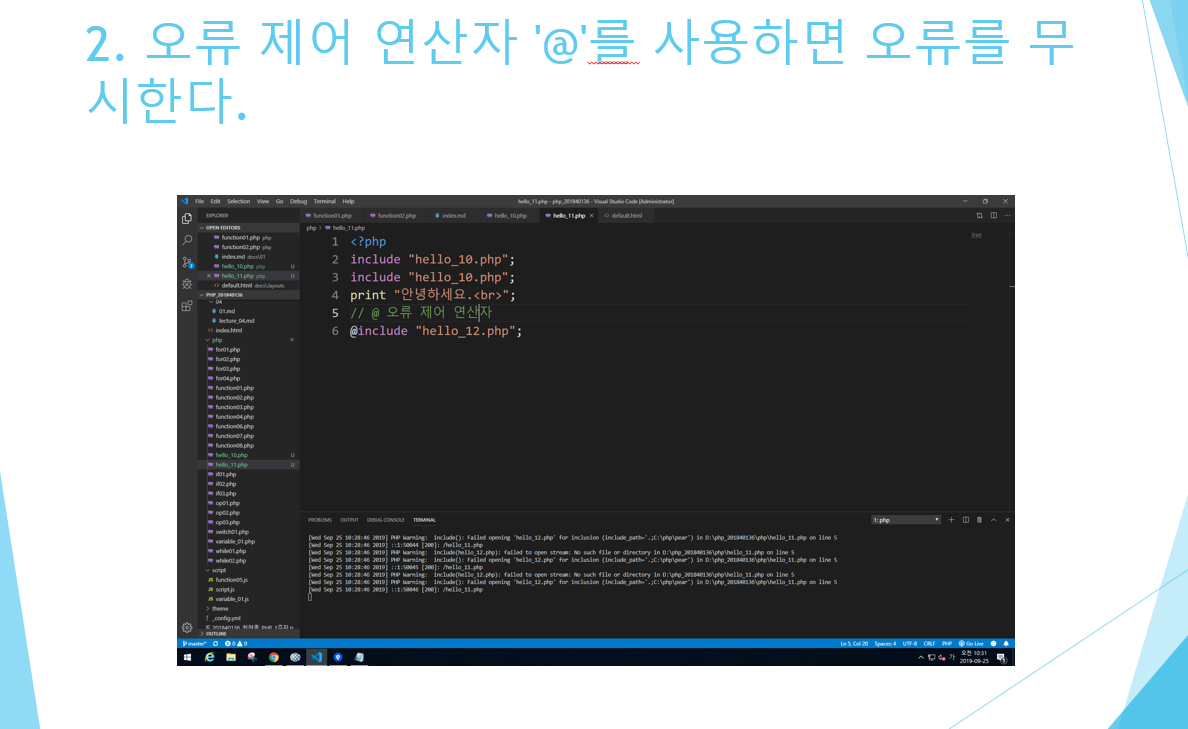 2. 오류 제어 연산자 '@'를 사용하면 오류를 무
시한다.
File Edit Selection View Go Debug Terminal Help
hello_11.php - php_201840136 - Visual Studio Code [Administrator]
EXPLORER
function01.php function02.php index.md hello_10.php hello_11.php × default.html
OPEN EDITORS
php > hello_11.php
function01.php php
function02.php php
index.md docs\01
hello_10.php php U
× hello_11.php php U
default.html docs\layouts
PHP_201840136
04
01.md
lecture_04.md
index.html
php
for01.php
for02.php
for03.php
for04.php
function01.php
function02.php
function03.php
function04.php
function06.php
function07.php
function08.php
hello_10.php U
hello_11.php U
if01.php
if02.php
if03.php
op01.php
op02.php
op03.php
switch01.php
variable_01.php
while01.php
while02.php
script
function05.js
script.js
variable_01.js
theme
_config.yml
OUTLINE
1 <?php
2 include "hello_10.php";
3 include "hello_10.php";
4 print "안녕하세요.<br>";
5 // @ 오류 제어 연산자
6 @include "hello_12.php";
PROBLEMS OUTPUT DEBUG CONSOLE TERMINAL
1: php
[Wed Sep 25 10:28:46 2019] PHP Warning:  include(): Failed opening 'hello_12.php' for inclusion (include_path='.;C:\php\pear') in D:\php_201840136\php\hello_11.php on line 5
[Wed Sep 25 10:28:46 2019] ::1:50044 [200]: /hello_11.php
[Wed Sep 25 10:28:46 2019] PHP Warning:  include(hello_12.php): failed to open stream: No such file or directory in D:\php_201840136\php\hello_11.php on line 5
[Wed Sep 25 10:28:46 2019] PHP Warning:  include(): Failed opening 'hello_12.php' for inclusion (include_path='.;C:\php\pear') in D:\php_201840136\php\hello_11.php on line 5
[Wed Sep 25 10:28:46 2019] ::1:50045 [200]: /hello_11.php
[Wed Sep 25 10:28:46 2019] PHP Warning:  include(hello_12.php): failed to open stream: No such file or directory in D:\php_201840136\php\hello_11.php on line 5
[Wed Sep 25 10:28:46 2019] PHP Warning:  include(): Failed opening 'hello_12.php' for inclusion (include_path='.;C:\php\pear') in D:\php_201840136\php\hello_11.php on line 5
[Wed Sep 25 10:28:46 2019] ::1:50046 [200]: /hello_11.php
master* 0 0
Ln 5, Col 20 Spaces: 4 UTF-8 CRLF PHP Go Live
가
오전 10:31
2019-09-25